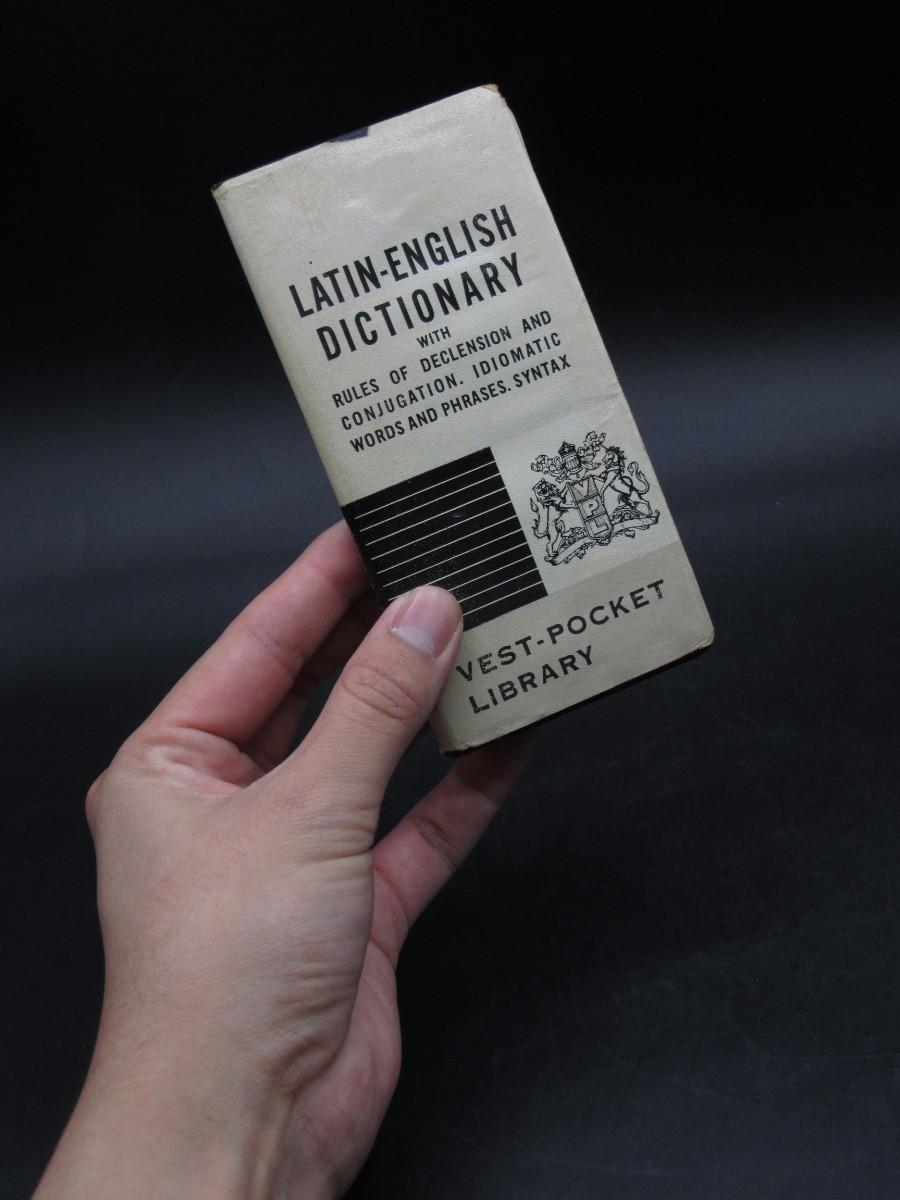 LATIN-ENGLISH
DICTIONARY
WITH
RULES OF DECLENSION AND
CONJUGATION. IDIOMATIC
WORDS AND PHRASES. SYNTAX
VPL
VEST-POCKET
LIBRARY